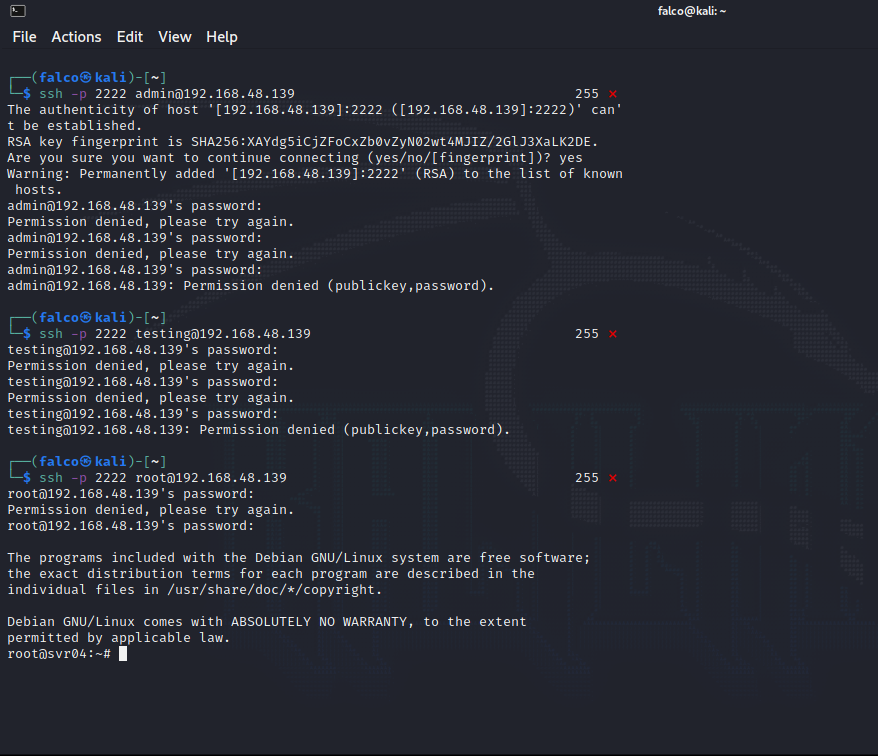 falco@kali: ~
File Actions Edit View Help
┌──(falco㉿kali)-[~]
└─$ ssh -p 2222 admin@192.168.48.139 255 ⨯
The authenticity of host '[192.168.48.139]:2222 ([192.168.48.139]:2222)' can'
t be established.
RSA key fingerprint is SHA256:XAYdg5iCjZFoCxZb0vZyN02wt4MJIZ/2GlJ3XaLK2DE.
Are you sure you want to continue connecting (yes/no/[fingerprint])? yes
Warning: Permanently added '[192.168.48.139]:2222' (RSA) to the list of known
 hosts.
admin@192.168.48.139's password:
Permission denied, please try again.
admin@192.168.48.139's password:
Permission denied, please try again.
admin@192.168.48.139's password:
admin@192.168.48.139: Permission denied (publickey,password).
┌──(falco㉿kali)-[~]
└─$ ssh -p 2222 testing@192.168.48.139 255 ⨯
testing@192.168.48.139's password:
Permission denied, please try again.
testing@192.168.48.139's password:
Permission denied, please try again.
testing@192.168.48.139's password:
testing@192.168.48.139: Permission denied (publickey,password).
┌──(falco㉿kali)-[~]
└─$ ssh -p 2222 root@192.168.48.139 255 ⨯
root@192.168.48.139's password:
Permission denied, please try again.
root@192.168.48.139's password:
The programs included with the Debian GNU/Linux system are free software;
the exact distribution terms for each program are described in the
individual files in /usr/share/doc/*/copyright.
Debian GNU/Linux comes with ABSOLUTELY NO WARRANTY, to the extent
permitted by applicable law.
root@svr04:~#